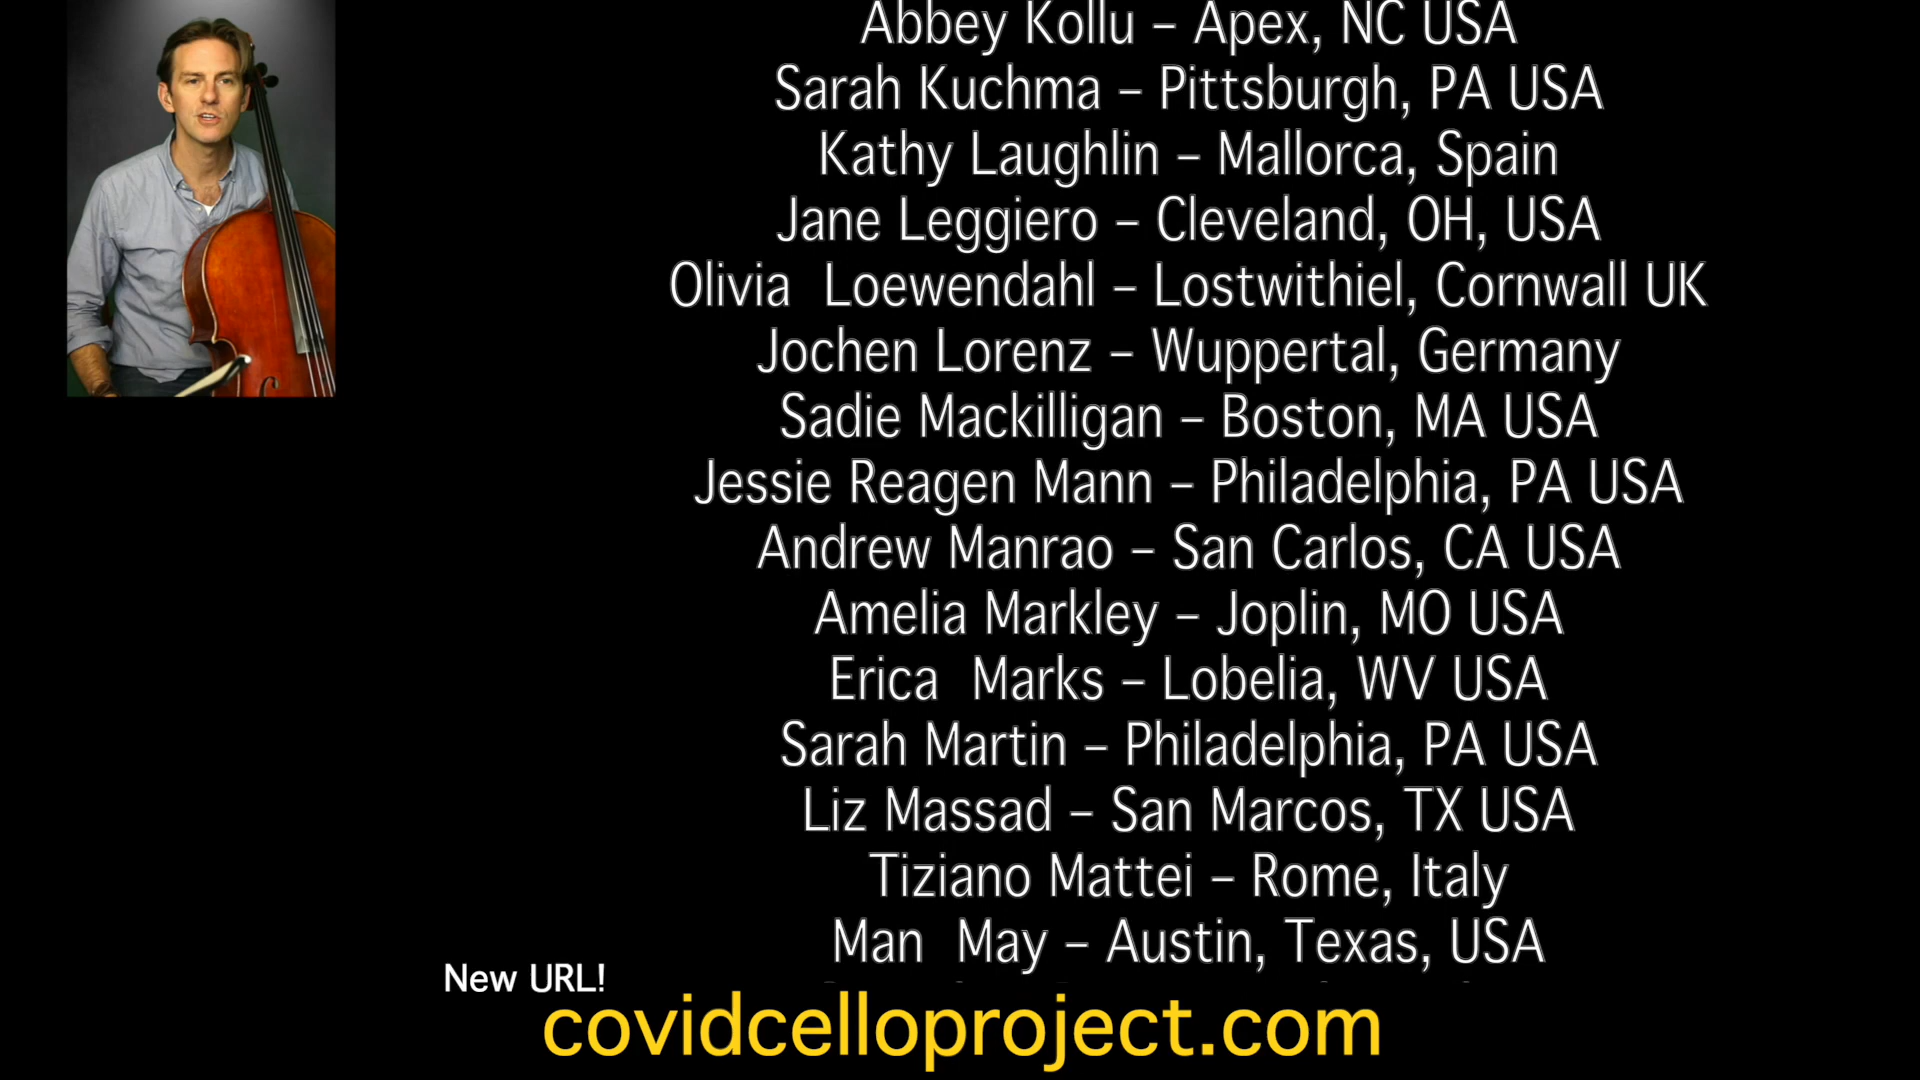 Abbey Kollu – Apex, NC USA
Sarah Kuchma – Pittsburgh, PA USA
Kathy Laughlin – Mallorca, Spain
Jane Leggiero – Cleveland, OH, USA
Olivia  Loewendahl – Lostwithiel, Cornwall UK
Jochen Lorenz – Wuppertal, Germany
Sadie Mackilligan – Boston, MA USA
Jessie Reagen Mann – Philadelphia, PA USA
Andrew Manrao – San Carlos, CA USA
Amelia Markley – Joplin, MO USA
Erica  Marks – Lobelia, WV USA
Sarah Martin – Philadelphia, PA USA
Liz Massad – San Marcos, TX USA
Tiziano Mattei – Rome, Italy
Man  May – Austin, Texas, USA
New URL!
covidcelloproject.com